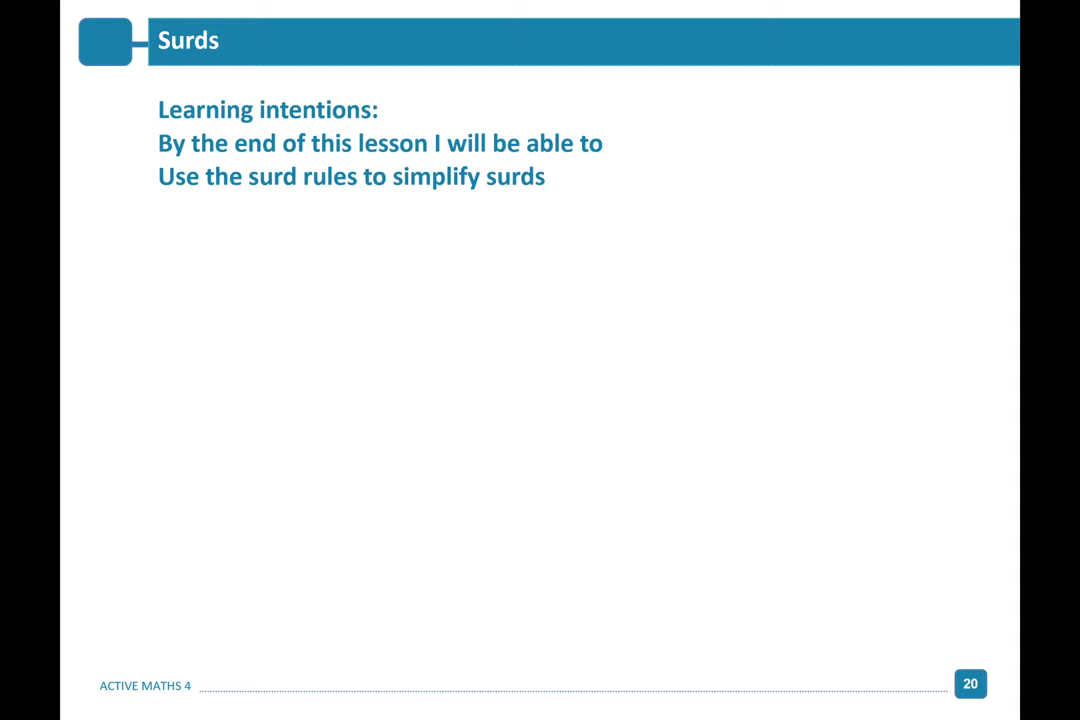 Surds
Learning intentions:
By the end of this lesson I will be able to
Use the surd rules to simplify surds
ACTIVE MATHS 4
20